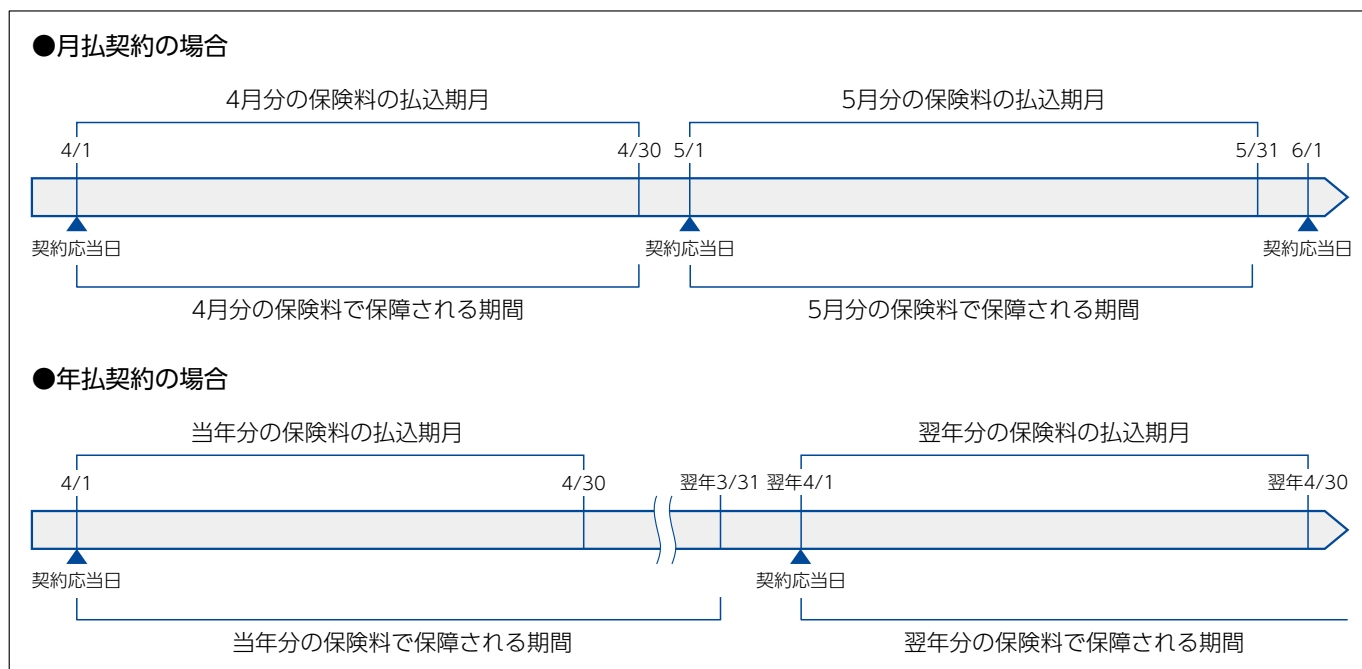 ●月払契約の場合
4月分の保険料の払込期月 5月分の保険料の払込期月
4/1 4/30 5/1 5/31 6/1
契約応当日 契約応当日 契約応当日
4月分の保険料で保障される期間 5月分の保険料で保障される期間
●年払契約の場合
当年分の保険料の払込期月 翌年分の保険料の払込期月
4/1 4/30 翌年3/31 翌年4/1 翌年4/30
契約応当日 契約応当日
当年分の保険料で保障される期間 翌年分の保険料で保障される期間